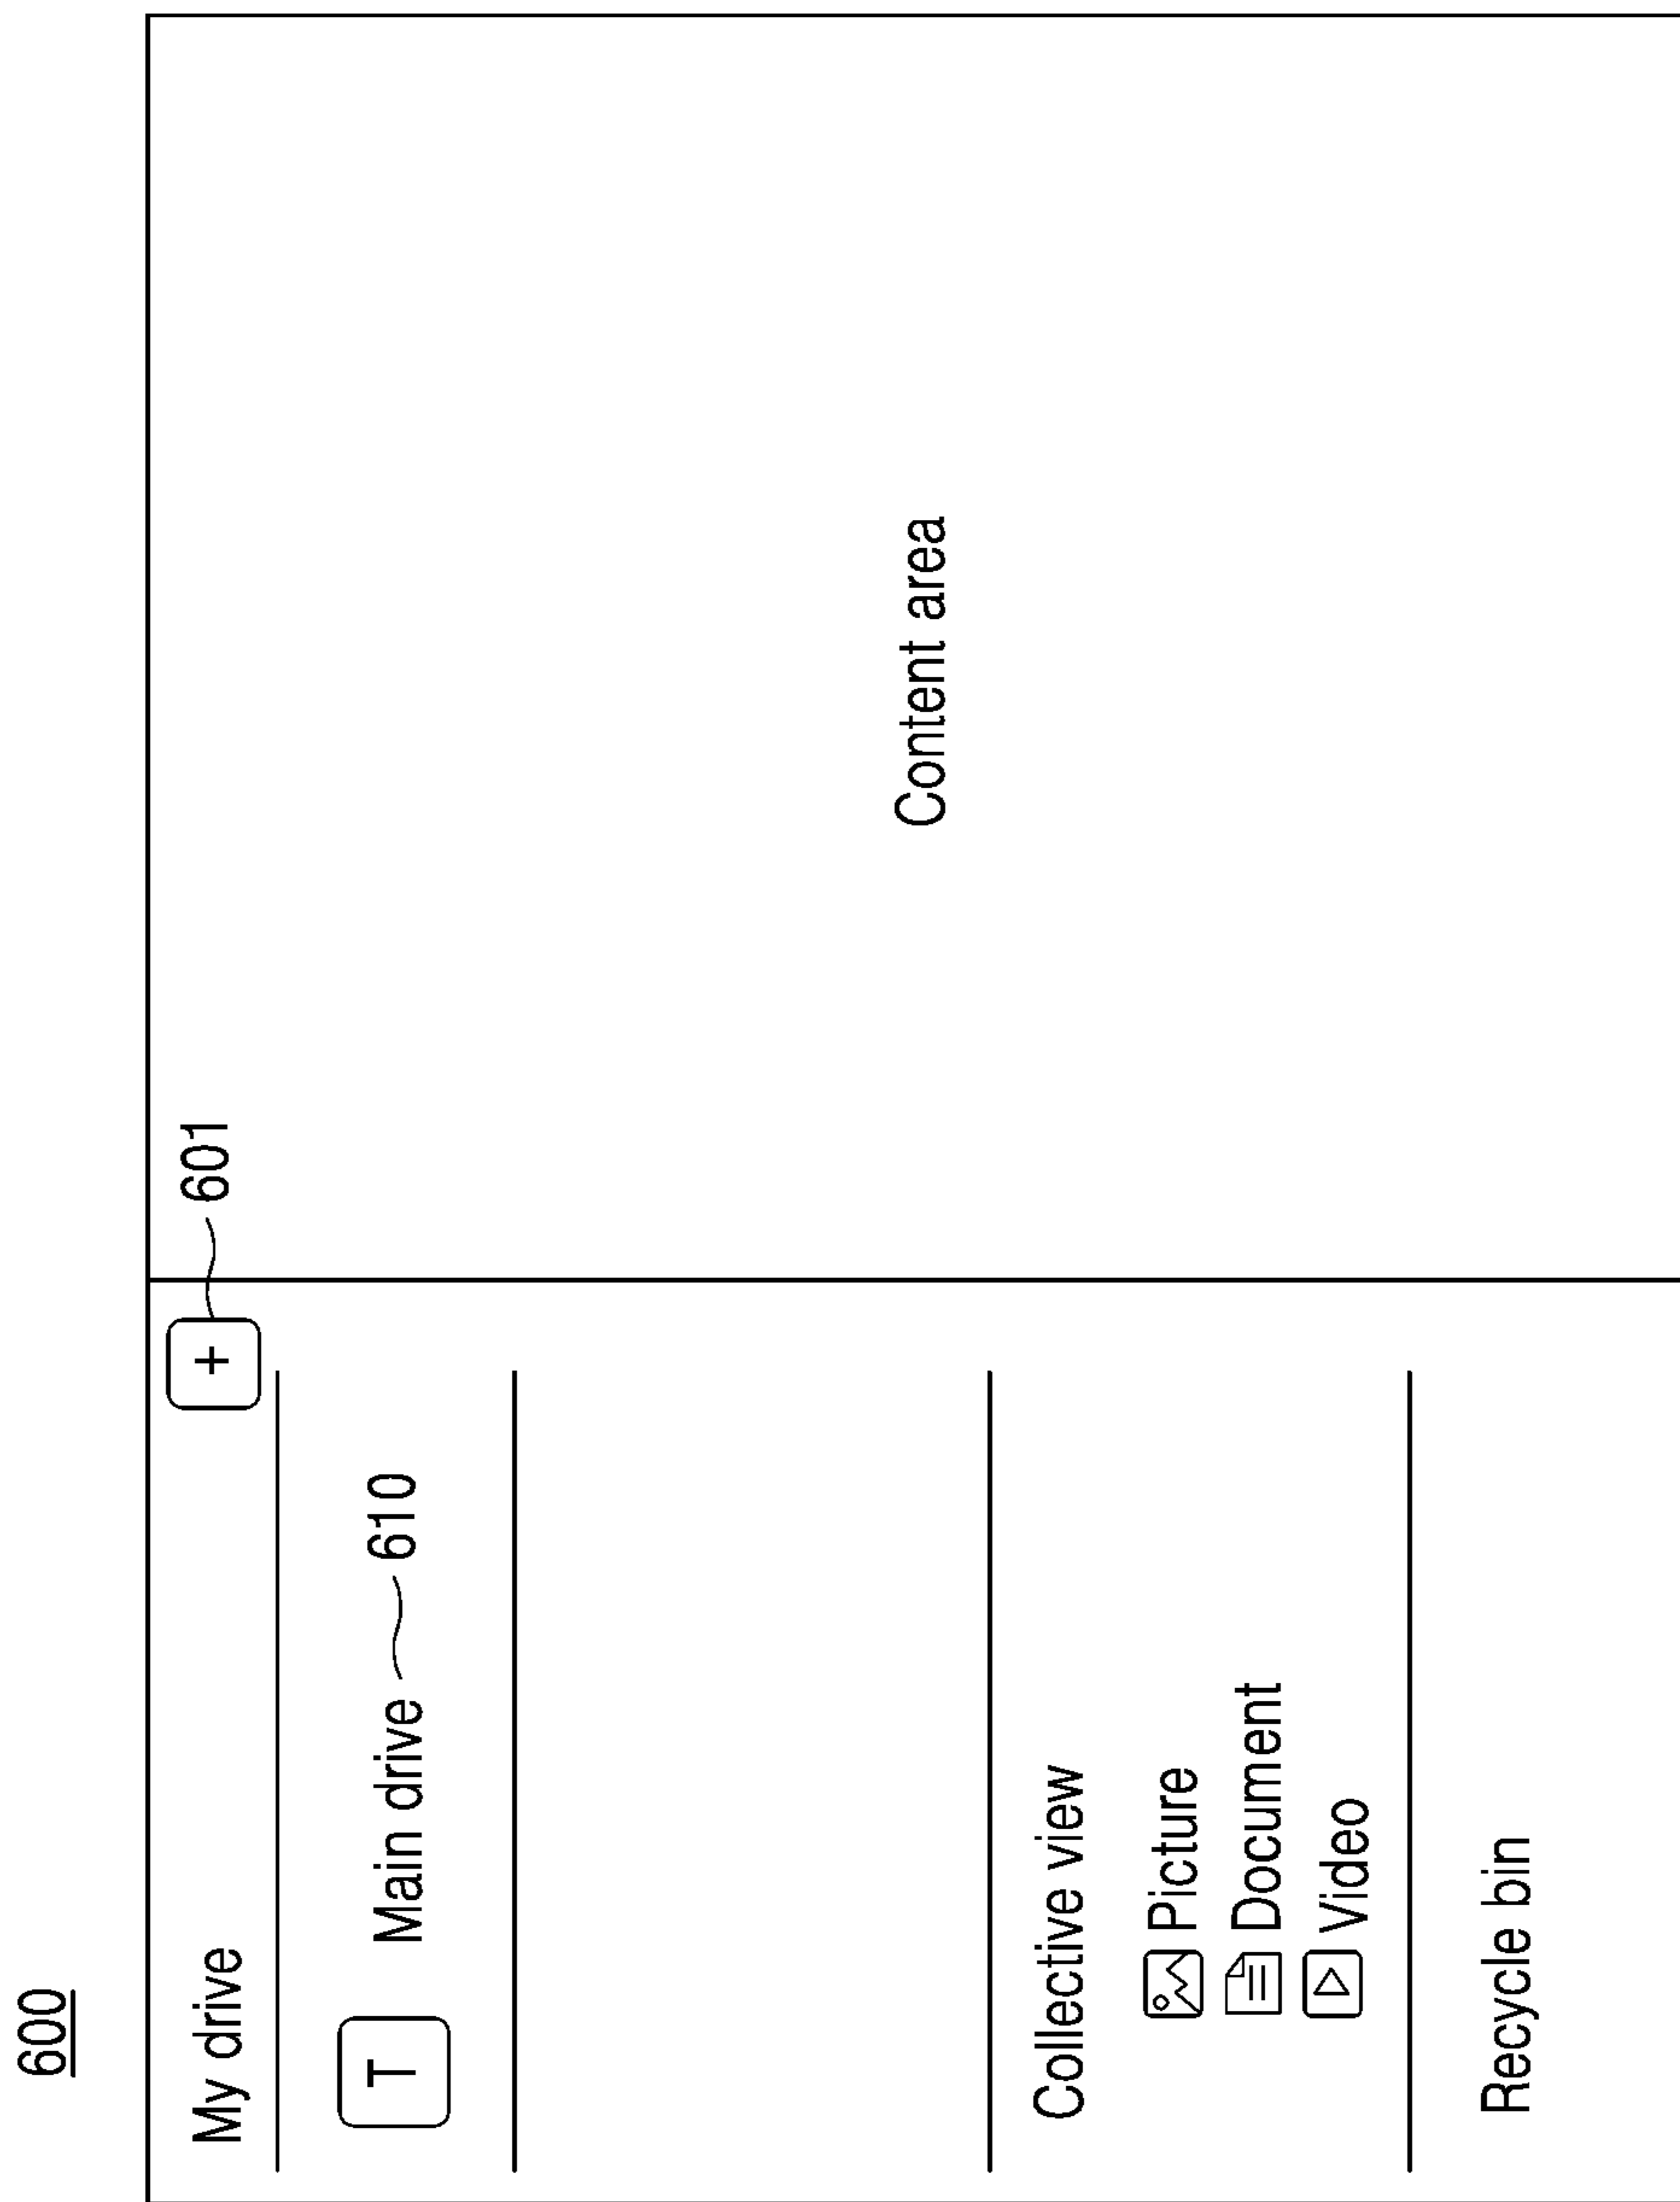 600
My drive
+
601
T
Main drive
610
Content area
Collective view
Picture
Document
Video
Recycle bin